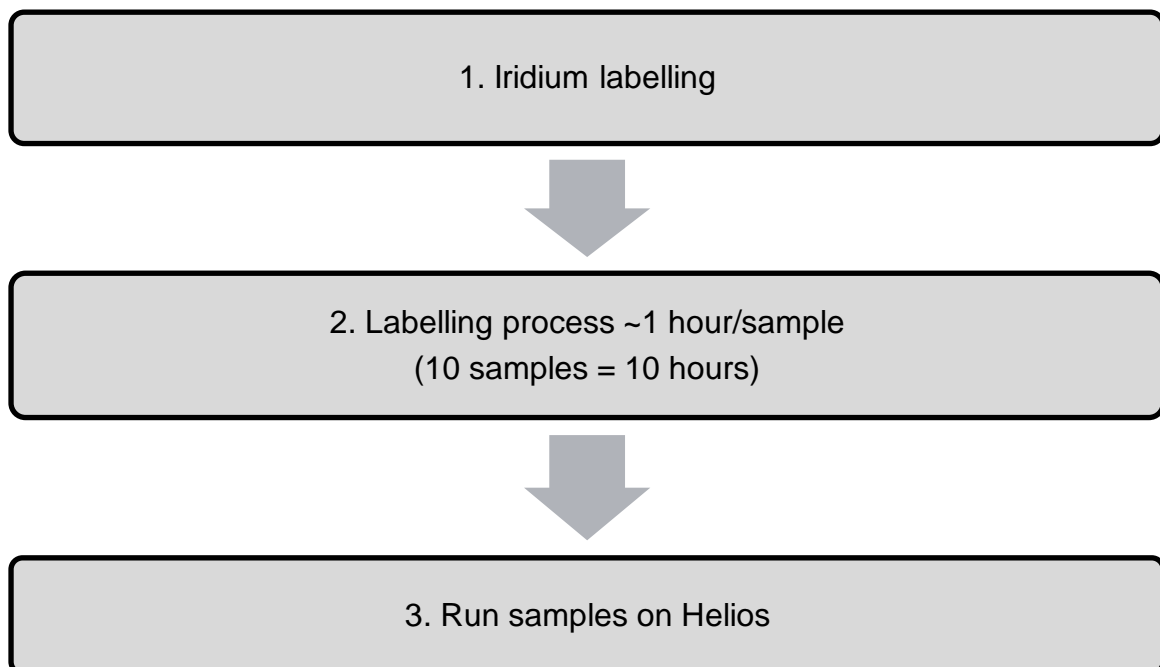 1. Iridium labelling
2. Labelling process ~1 hour/sample
(10 samples = 10 hours)
3. Run samples on Helios